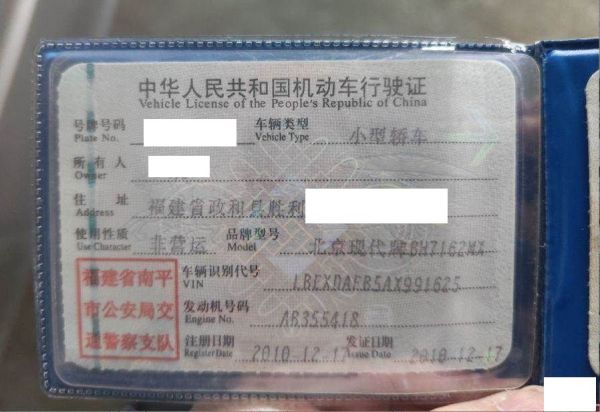 中华人民共和国机动车行驶证
Vehicle License of the People's Republic of China
号牌号码 车辆类型 小型轿车
Plate No. Vehicle Type
所有人
Owner
住址 福建省政和县胜利
Address
使用性质 非营运 品牌型号 北京现代牌BH7162MX
Use Character Model
福建省南平
市公安局交
通警察支队
车辆识别代号 LBEXDAFB5AX991625
VIN
发动机号码 AB355418
Engine No.
注册日期 2010-12-17 发证日期 2010-12-17
Register Date Issue Date